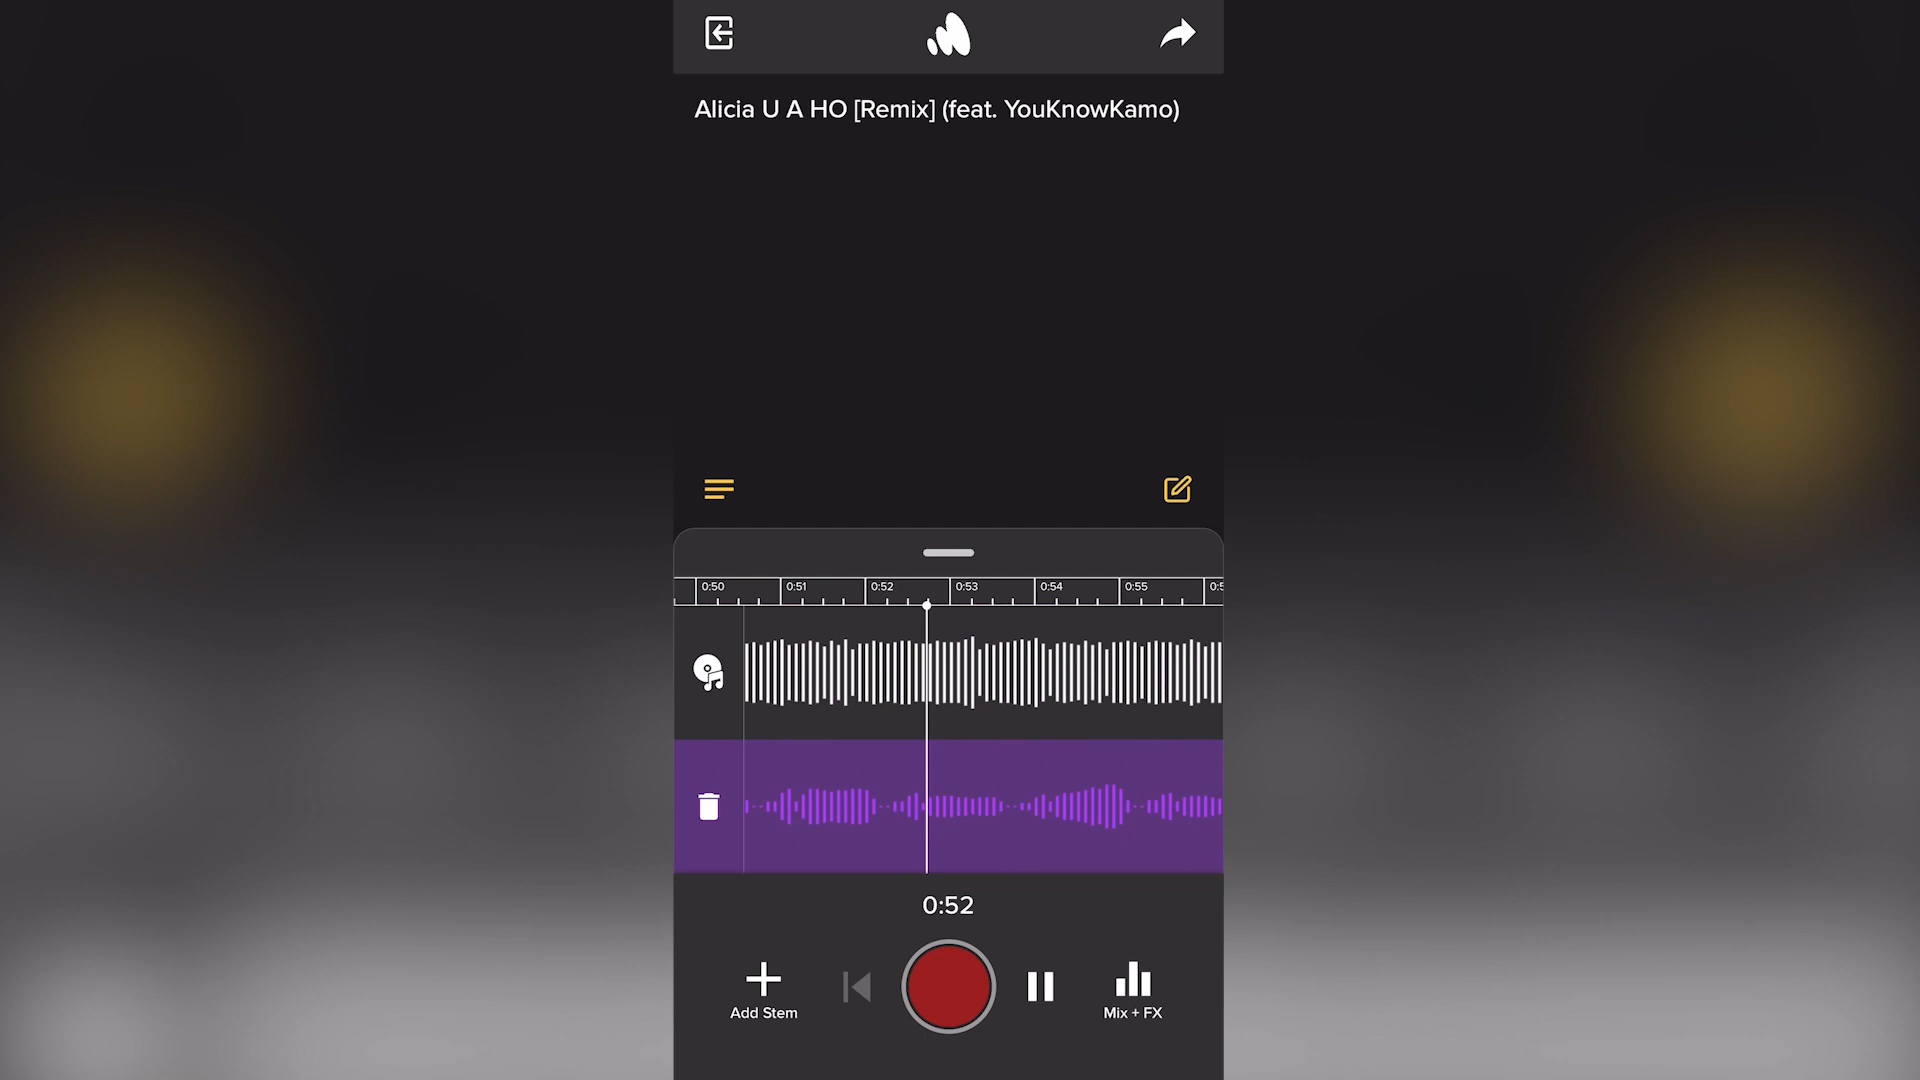 Alicia U A HO [Remix] (feat. YouKnowKamo)
0:50 0:51 0:52 0:53 0:54 0:55
0:52
Add Stem
Mix + FX